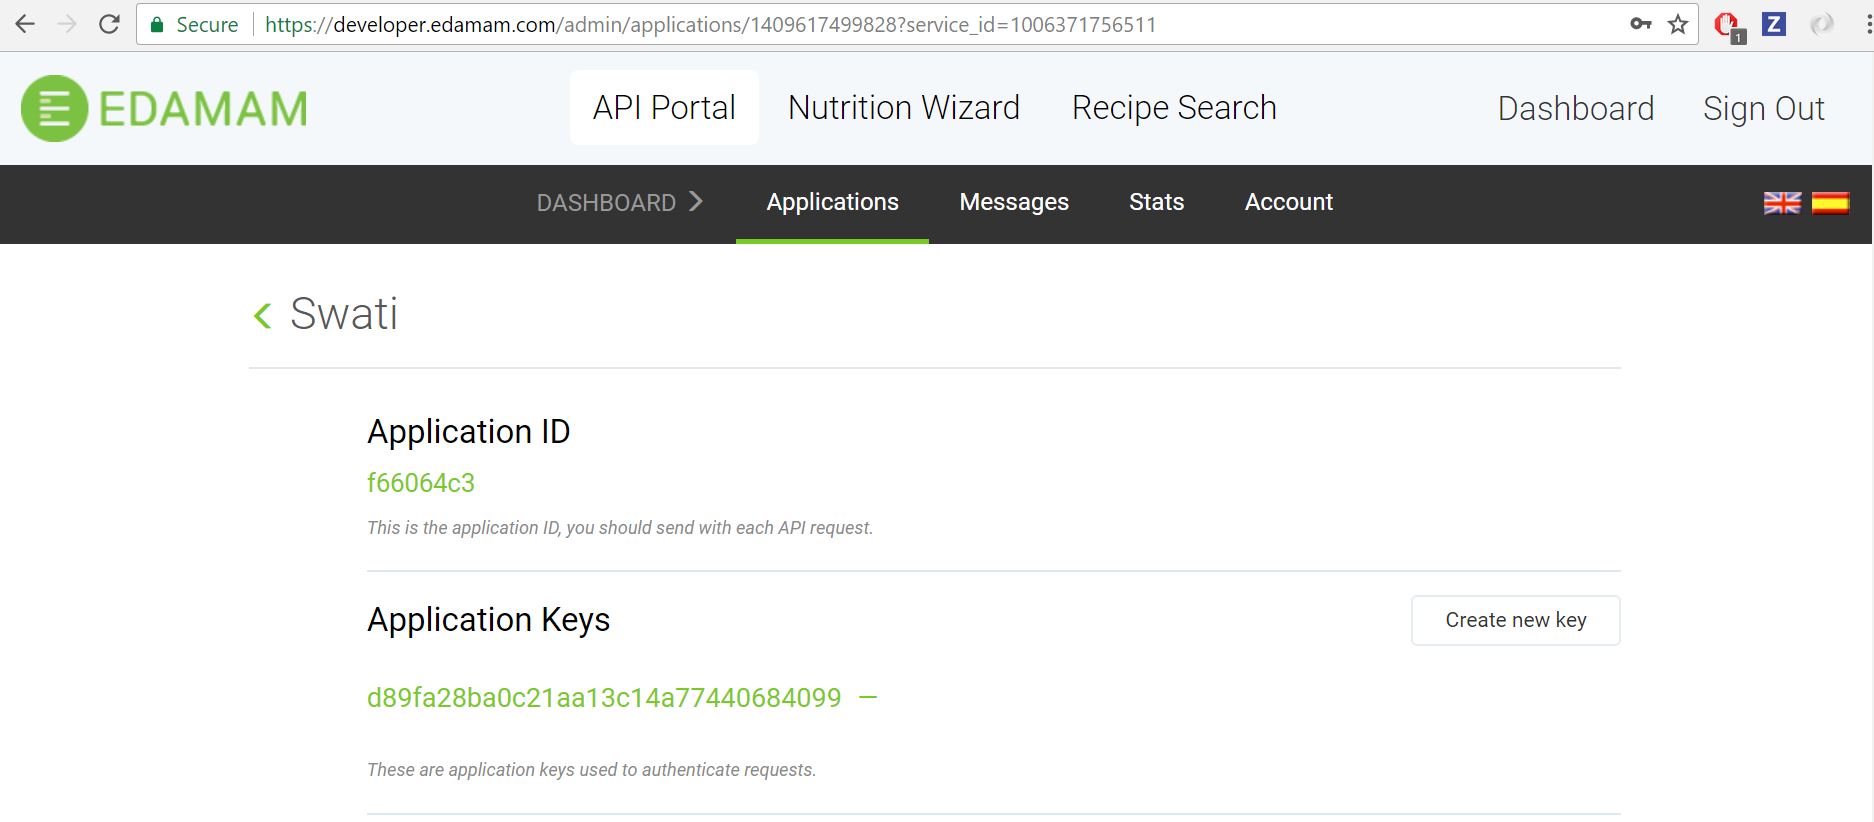 Secure https://developer.edamam.com/admin/applications/1409617499828?service_id=1006371756511
1
Z
EDAMAM API Portal Nutrition Wizard Recipe Search Dashboard Sign Out
DASHBOARD Applications Messages Stats Account
Swati
Application ID
f66064c3
This is the application ID, you should send with each API request.
Application Keys Create new key
d89fa28ba0c21aa13c14a77440684099 –
These are application keys used to authenticate requests.